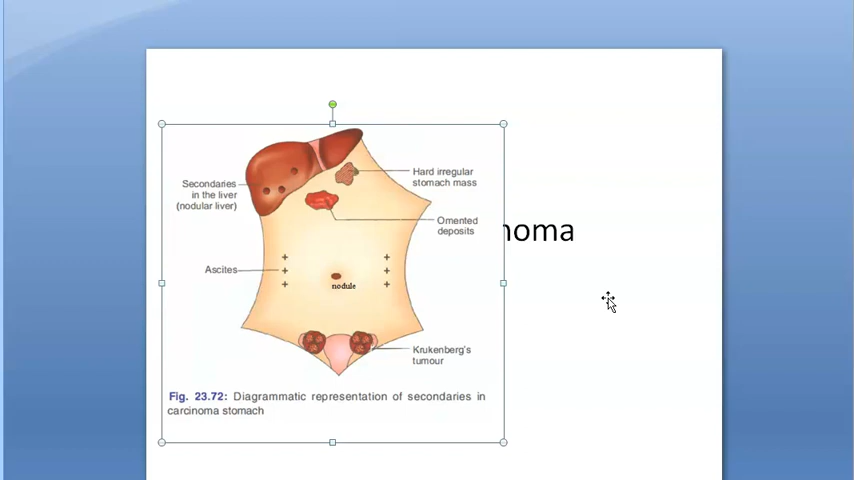 Hard irregular
stomach mass
Secondaries
in the liver
(nodular liver)
Omented
deposits
noma
Ascites
nodule
Krukenberg's
tumour
Fig. 23.72: Diagrammatic representation of secondaries in
carcinoma stomach